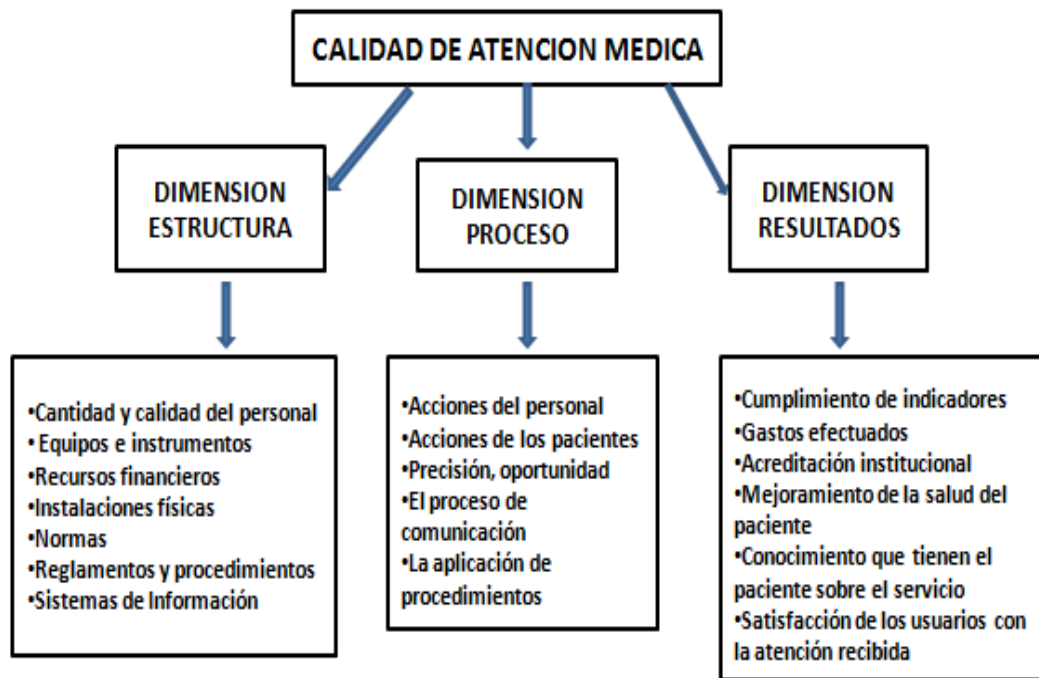 CALIDAD DE ATENCION MEDICA
DIMENSION
ESTRUCTURA
DIMENSION
PROCESO
DIMENSION
RESULTADOS
•Cantidad y calidad del personal
• Equipos e instrumentos
•Recursos financieros
•Instalaciones físicas
•Normas
•Reglamentos y procedimientos
•Sistemas de Información
•Acciones del personal
•Acciones de los pacientes
•Precisión, oportunidad
•El proceso de
comunicación
•La aplicación de
procedimientos
•Cumplimiento de indicadores
•Gastos efectuados
•Acreditación institucional
•Mejoramiento de la salud del
paciente
•Conocimiento que tienen el
paciente sobre el servicio
•Satisfacción de los usuarios con
la atención recibida